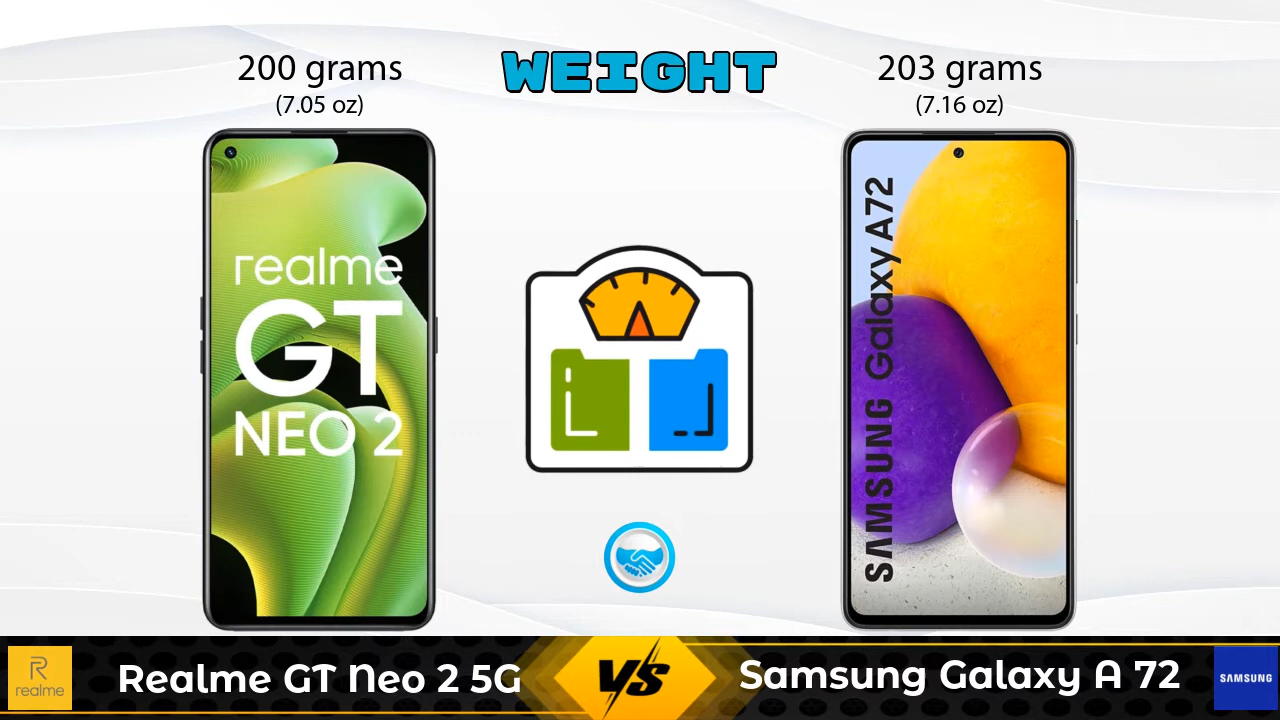 WEIGHT
200 grams
(7.05 oz)
203 grams
(7.16 oz)
realme
GT
NEO 2
SAMSUNG Galaxy A72
R
realme
Realme GT Neo 2 5G
VS
Samsung Galaxy A 72
SAMSUNG